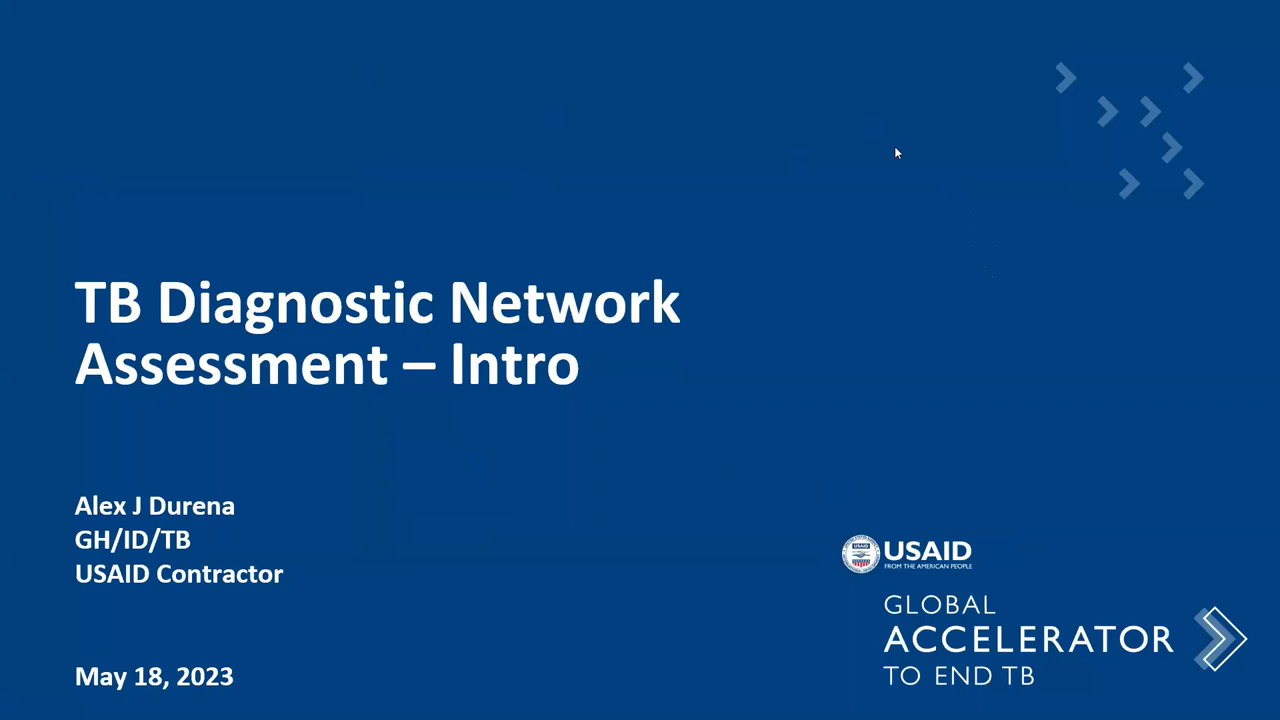 TB Diagnostic Network
Assessment – Intro
Alex J Durena
GH/ID/TB
USAID Contractor
May 18, 2023
USAID
FROM THE AMERICAN PEOPLE
GLOBAL
ACCELERATOR
TO END TB